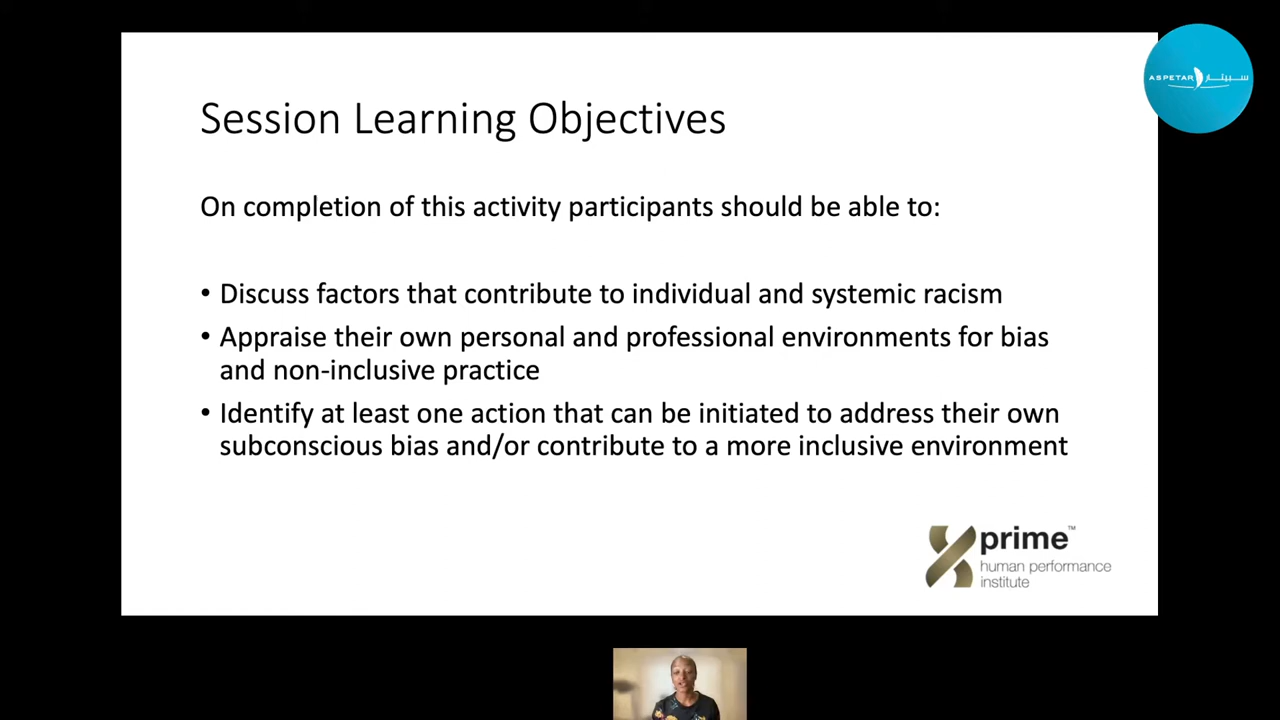 ASPETAR سبيتار
Session Learning Objectives
On completion of this activity participants should be able to:
• Discuss factors that contribute to individual and systemic racism
• Appraise their own personal and professional environments for bias
and non-inclusive practice
• Identify at least one action that can be initiated to address their own
subconscious bias and/or contribute to a more inclusive environment
prime™
human performance
institute